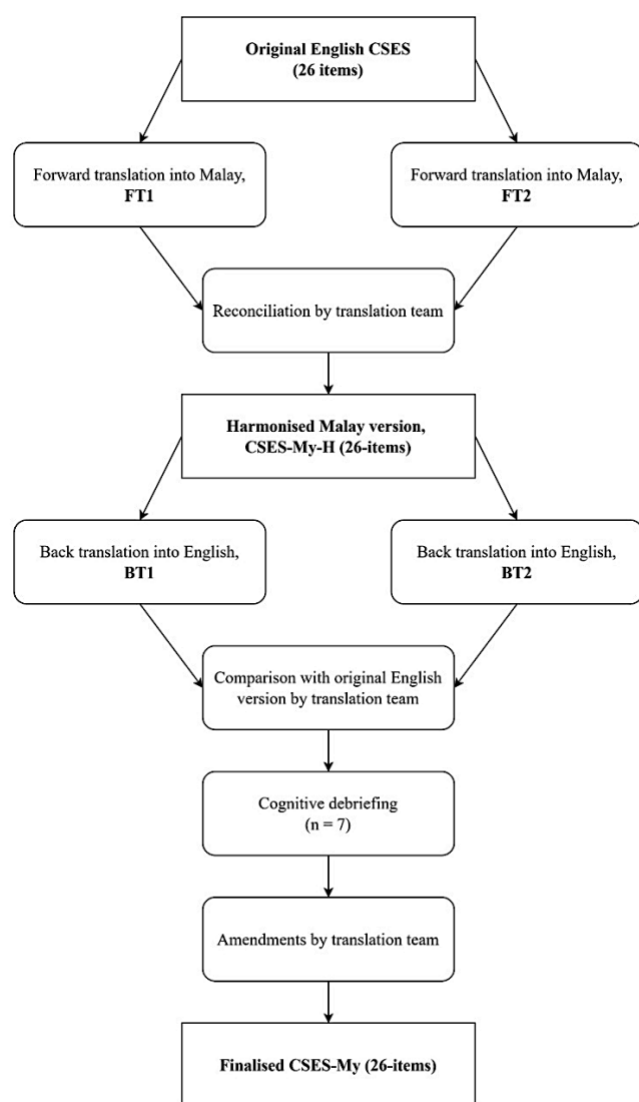 Original English CSES
(26 items)
Forward translation into Malay,
FT1
Forward translation into Malay,
FT2
Reconciliation by translation team
Harmonised Malay version,
CSES-My-H (26-items)
Back translation into English,
BT1
Back translation into English,
BT2
Comparison with original English
version by translation team
Cognitive debriefing
(n = 7)
Amendments by translation team
Finalised CSES-My (26-items)